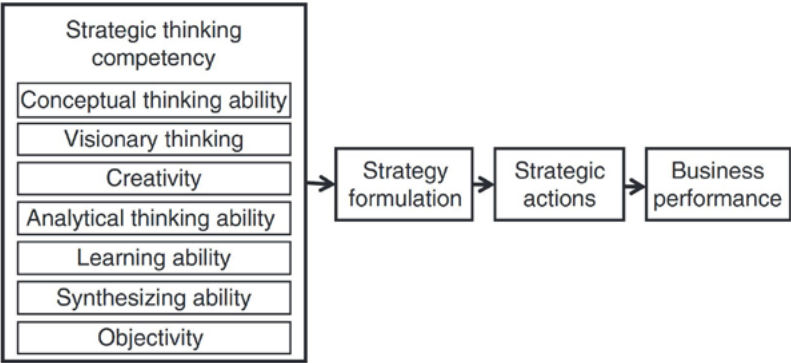 Strategic thinking
competency
Conceptual thinking ability
Visionary thinking
Creativity
Analytical thinking ability
Learning ability
Synthesizing ability
Objectivity
Strategy
formulation
Strategic
actions
Business
performance